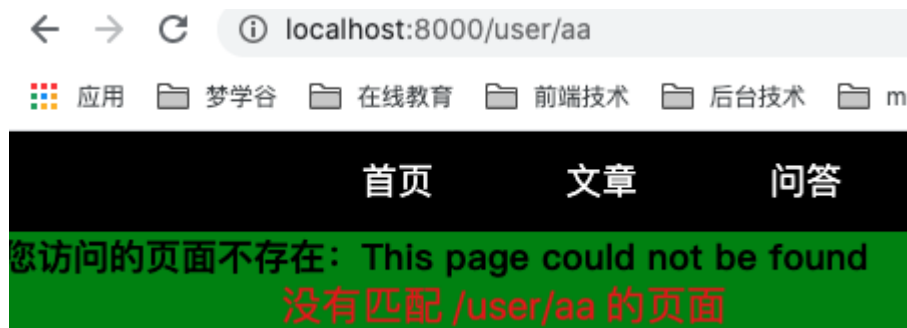 localhost:8000/user/aa
应用 梦学谷 在线教育 前端技术 后台技术 m
首页 文章 问答
您访问的页面不存在：This page could not be found
没有匹配 /user/aa 的页面